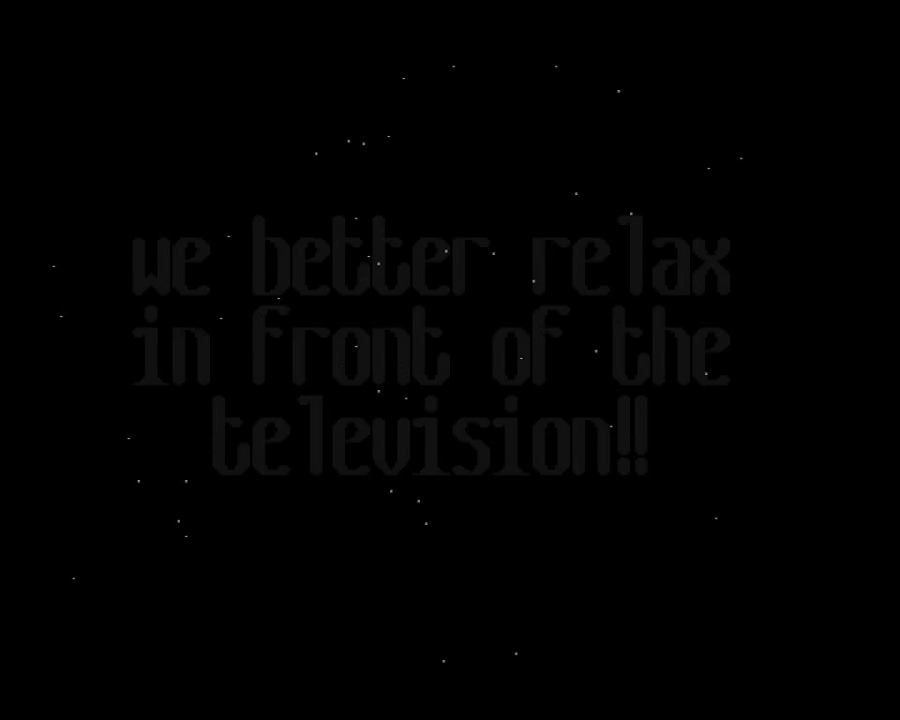 we better relax
in front of the
television!!